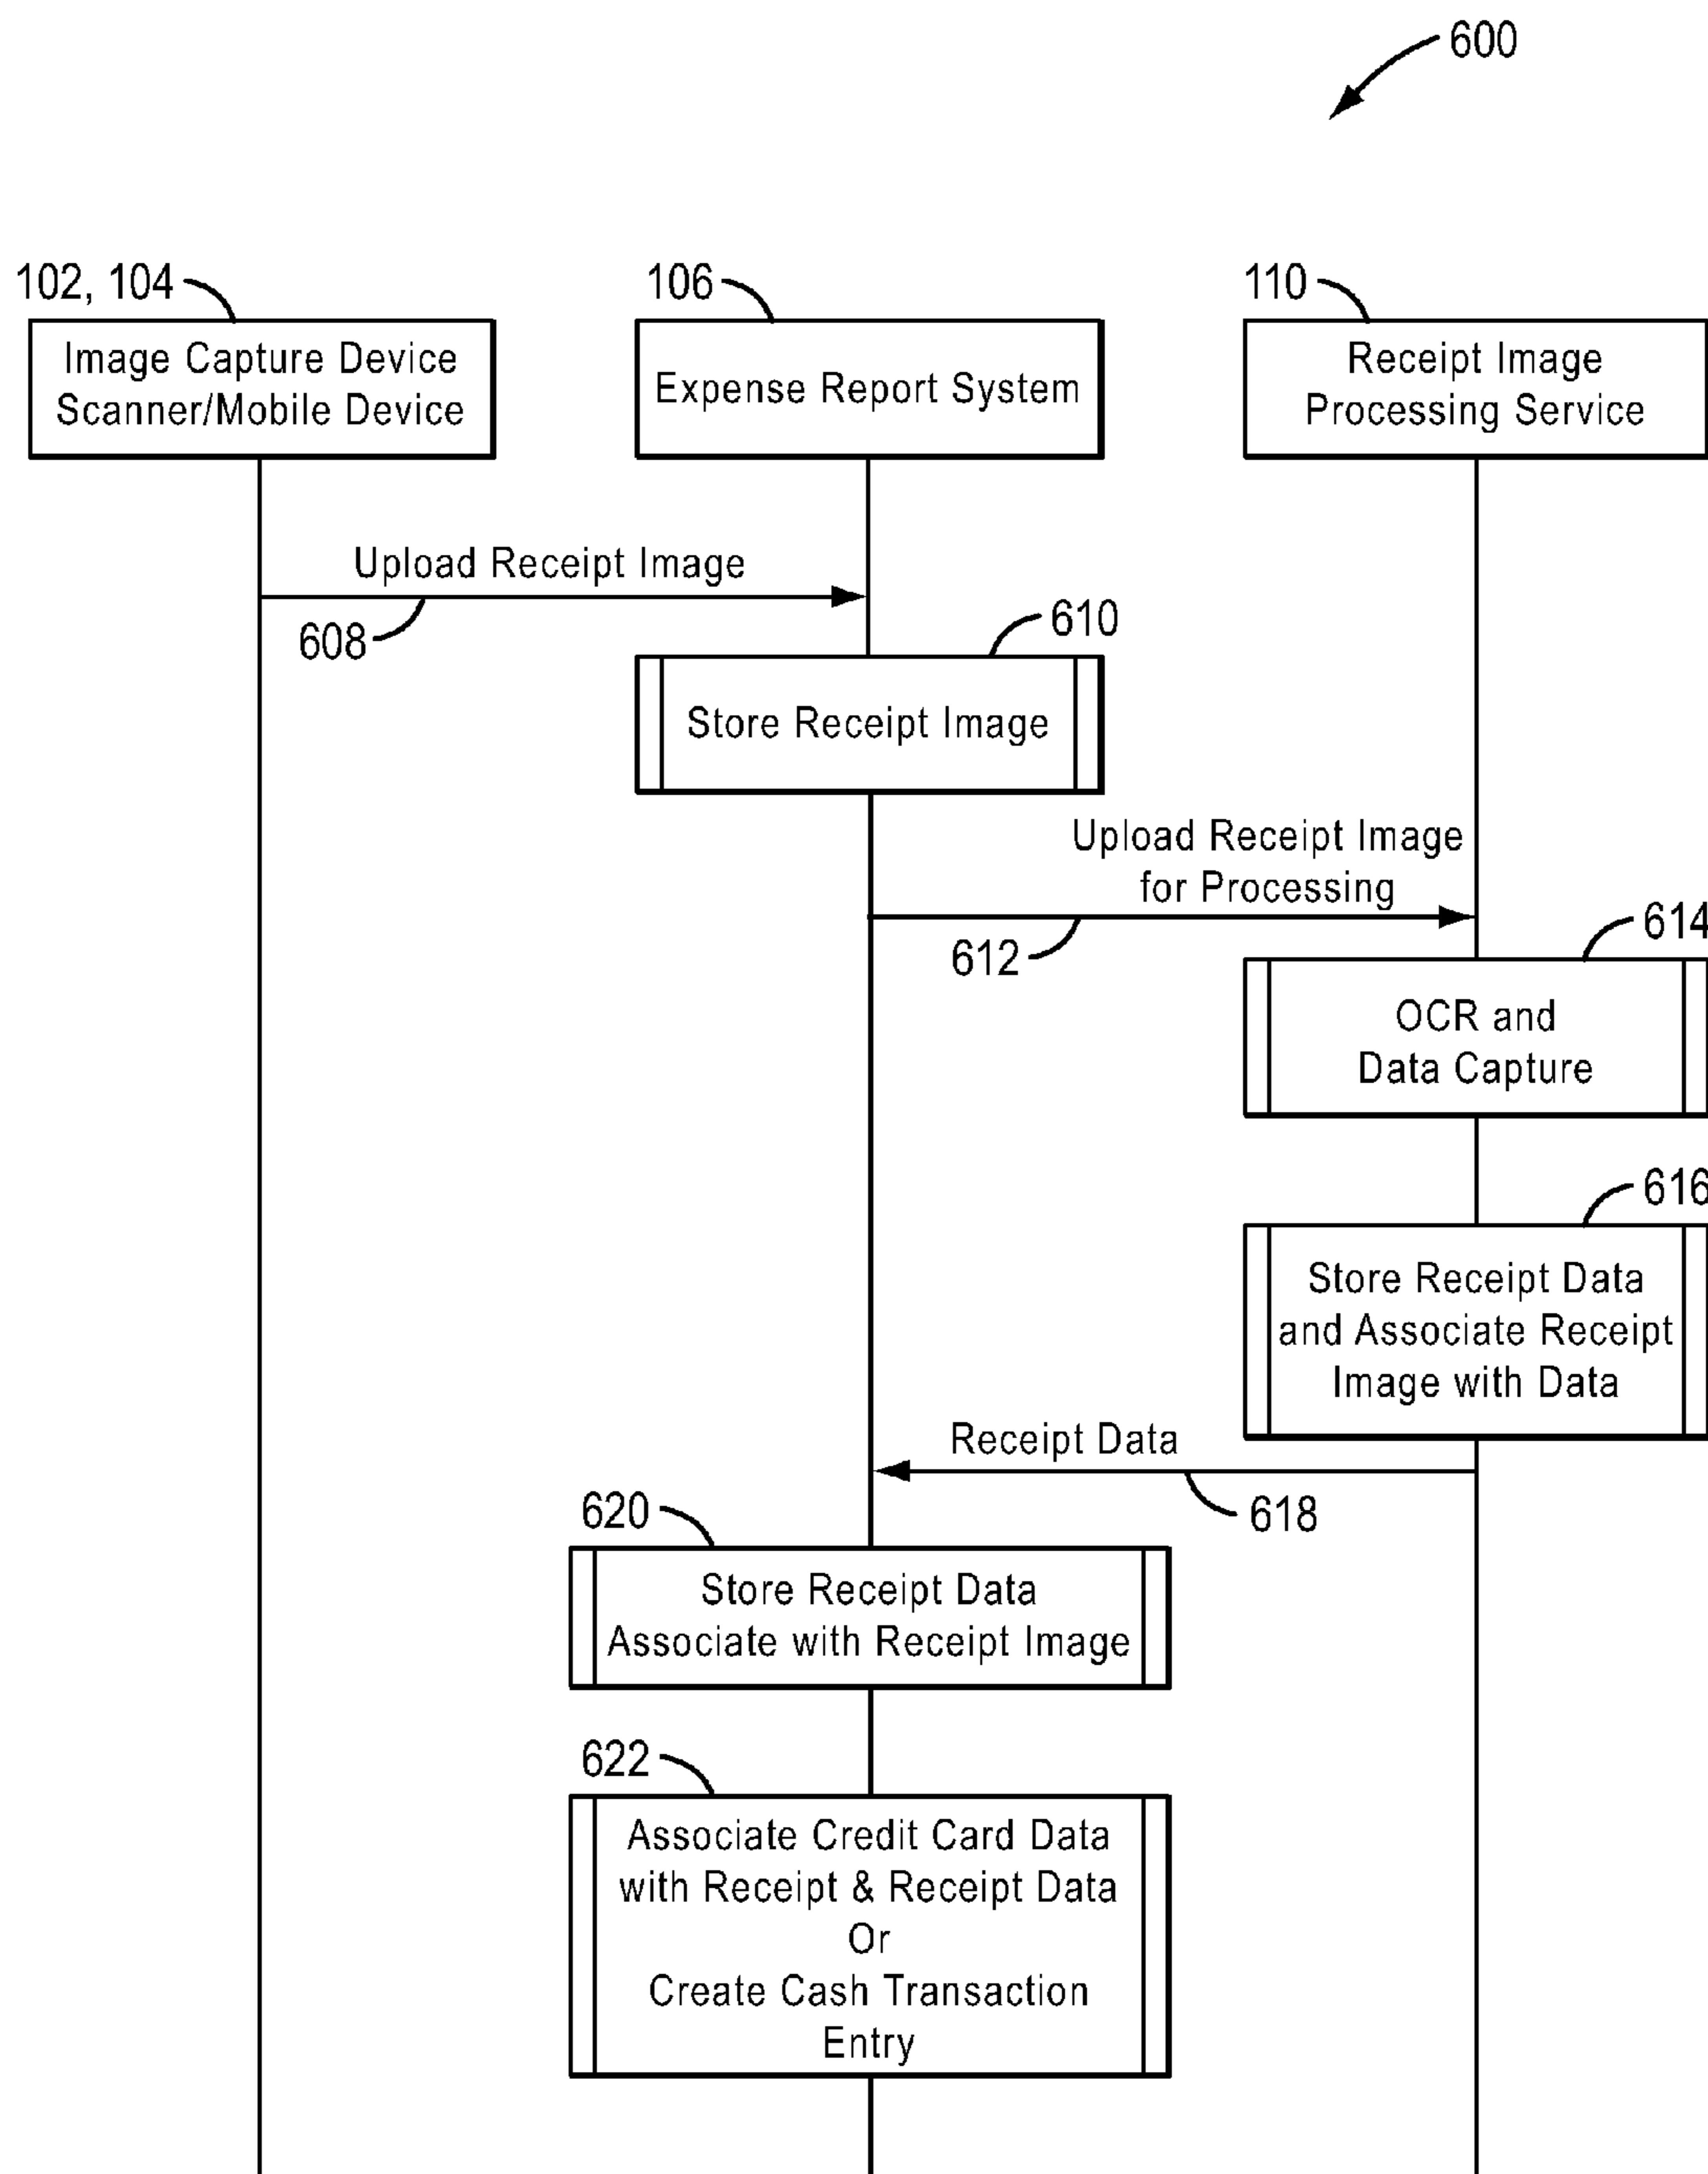 600
102, 104
106
110
Image Capture Device
Scanner/Mobile Device
Expense Report System
Receipt Image
Processing Service
Upload Receipt Image
608
610
Store Receipt Image
Upload Receipt Image
for Processing
612
614
OCR and
Data Capture
616
Store Receipt Data
and Associate Receipt
Image with Data
Receipt Data
618
620
Store Receipt Data
Associate with Receipt Image
622
Associate Credit Card Data
with Receipt & Receipt Data
Or
Create Cash Transaction
Entry